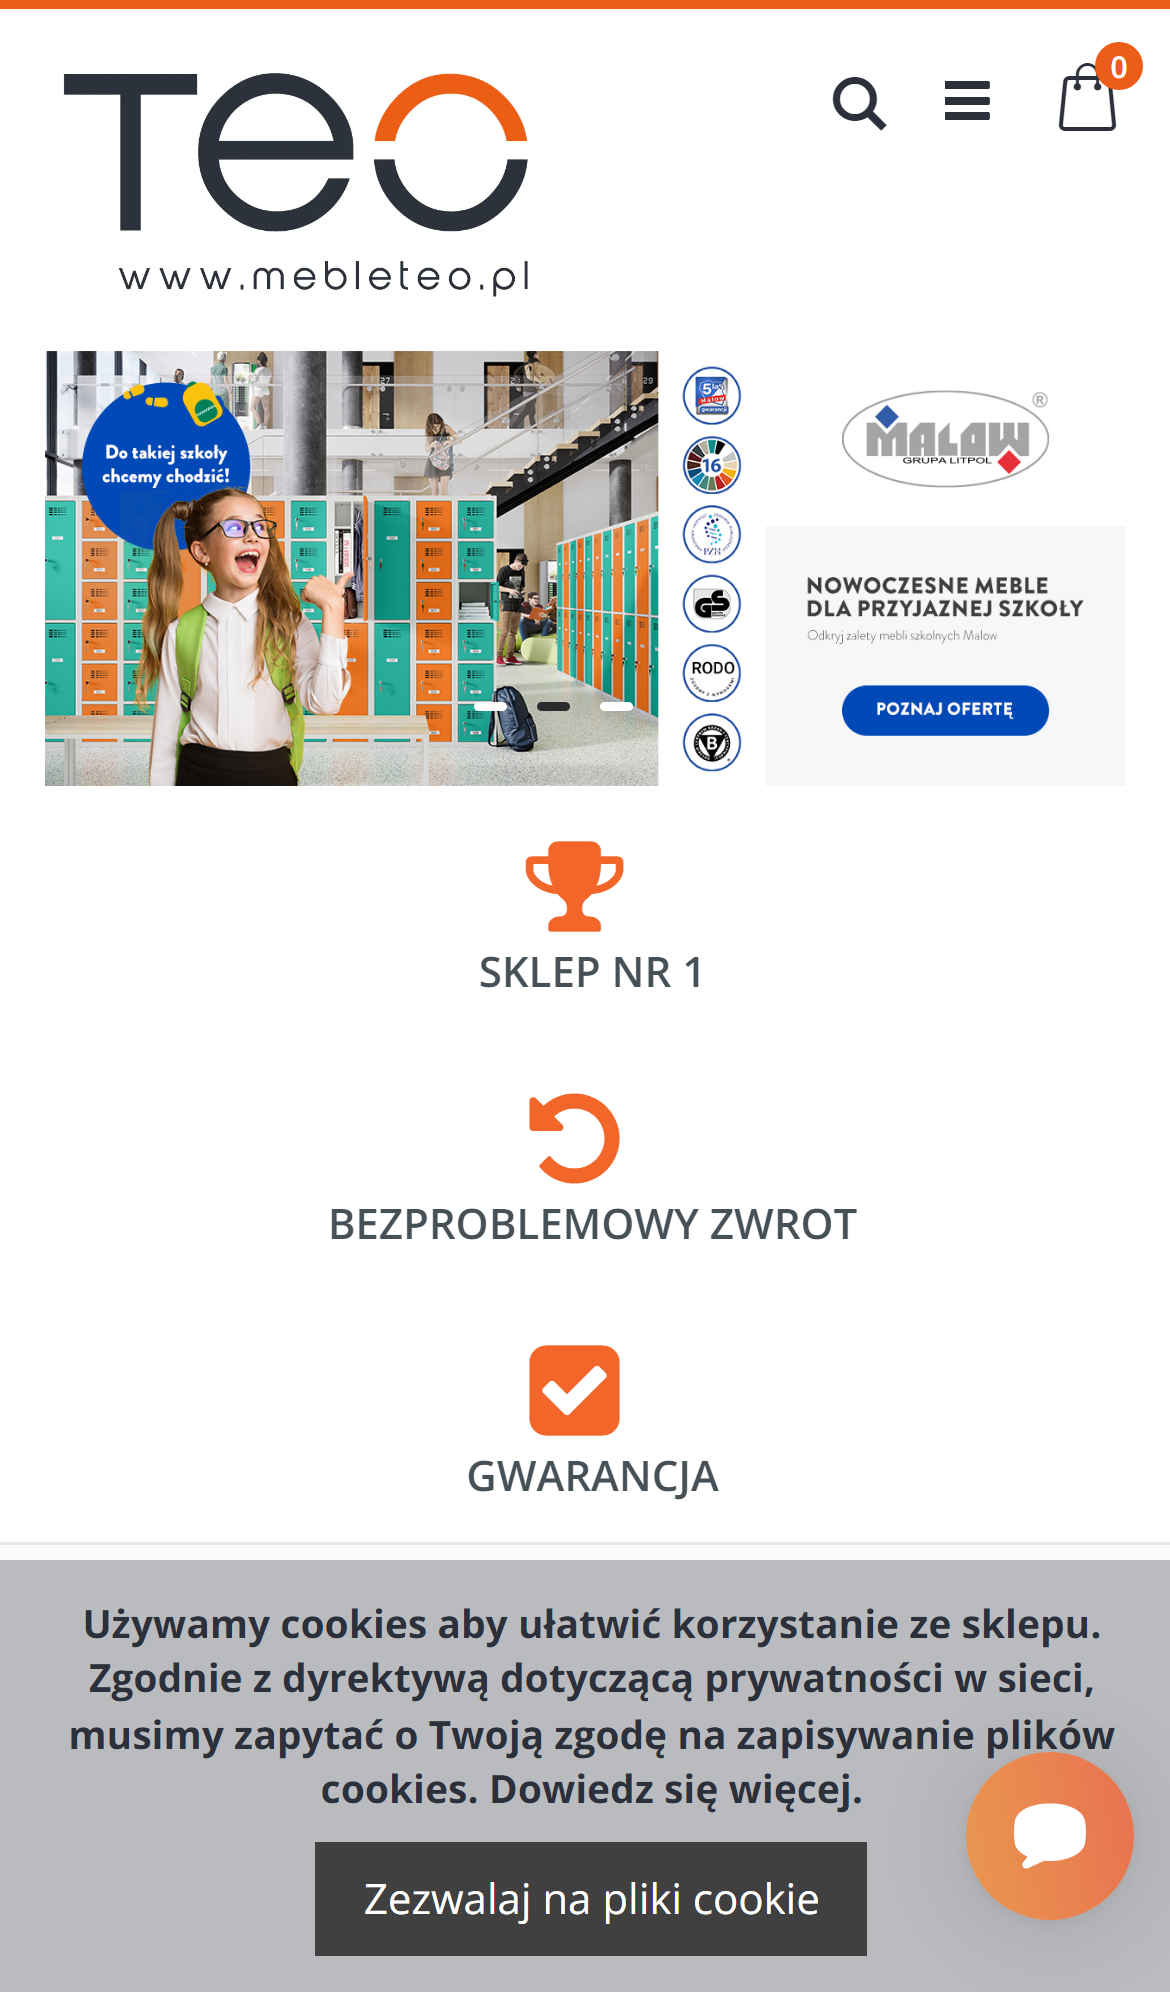 Teo
0
www.mebleteo.pl
Do takiej szkoły
chcemy chodzić!
27
29
5 lat
Malow
gwarancji
16
PZH
GS
RODO
B
MALOW ®
GRUPA LITPOL
NOWOCZESNE MEBLE
DLA PRZYJAZNEJ SZKOŁY
Odkryj zalety mebli szkolnych Malow
POZNAJ OFERTĘ
SKLEP NR 1
BEZPROBLEMOWY ZWROT
GWARANCJA
Używamy cookies aby ułatwić korzystanie ze sklepu.
Zgodnie z dyrektywą dotyczącą prywatności w sieci,
musimy zapytać o Twoją zgodę na zapisywanie plików
cookies. Dowiedz się więcej.
Zezwalaj na pliki cookie